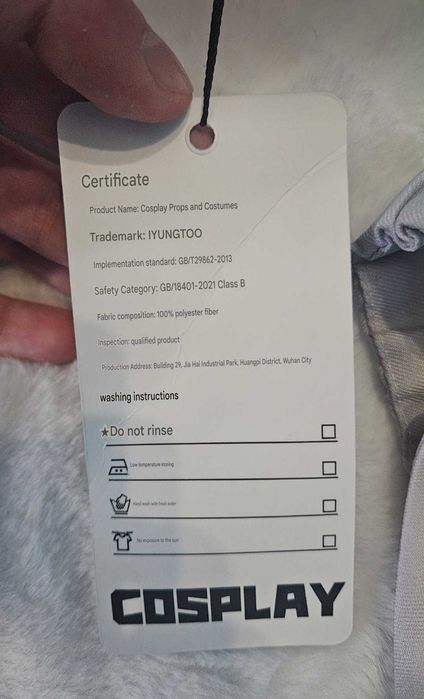 Certificate
Product Name: Cosplay Props and Costumes
Trademark: IYUNGTOO
Implementation standard: GB/T29862-2013
Safety Category: GB/18401-2021 Class B
Fabric composition: 100% polyester fiber
Inspection: qualified product
Production Address: Building 29, Jia Hai Industrial Park, Huangpi District, Wuhan City
washing instructions
★Do not rinse
Low temperature ironing
Hand wash with fresh water
No exposure to the sun
COSPLAY